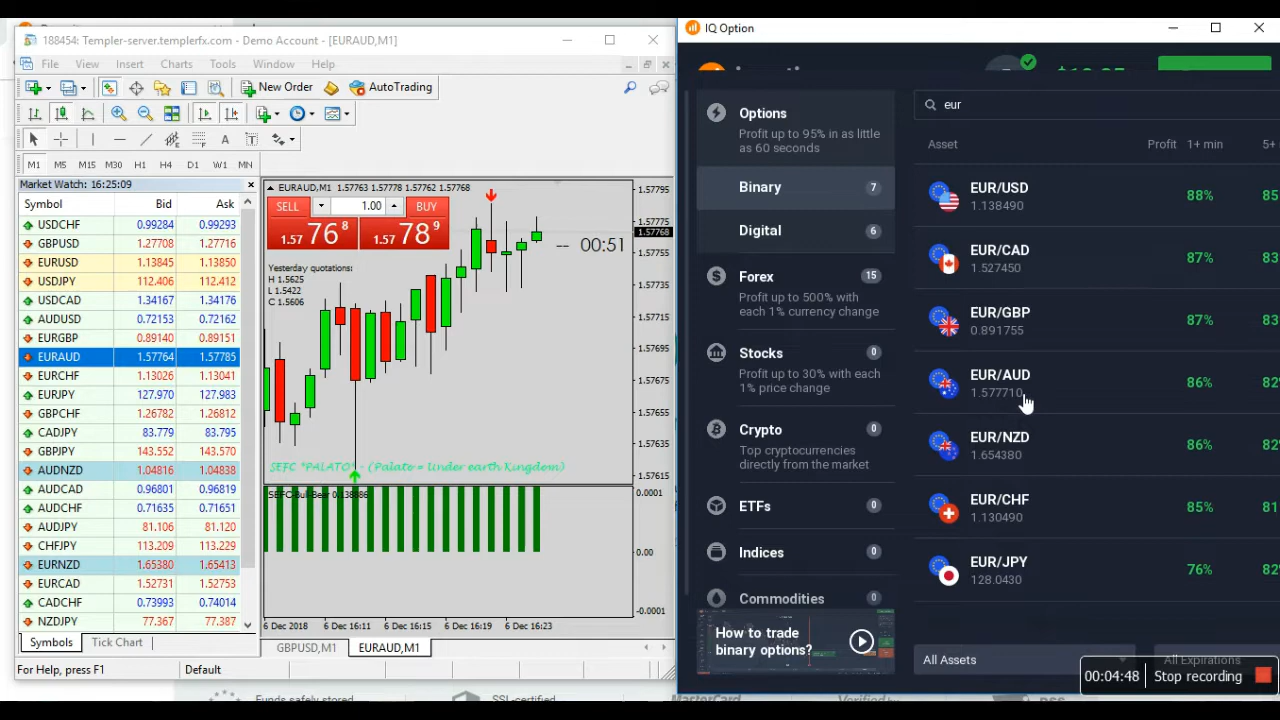 188454: Templer-server.templerfx.com - Demo Account - [EURAUD,M1]
File View Insert Charts Tools Window Help
New Order AutoTrading
M1 M5 M15 M30 H1 H4 D1 W1 MN
Market Watch: 16:25:09
Symbol Bid Ask
USDCHF 0.99284 0.99293
GBPUSD 1.27708 1.27716
EURUSD 1.13845 1.13850
USDJPY 112.406 112.412
USDCAD 1.34167 1.34176
AUDUSD 0.72153 0.72162
EURGBP 0.89140 0.89151
EURAUD 1.57764 1.57785
EURCHF 1.13026 1.13041
EURJPY 127.970 127.983
GBPCHF 1.26782 1.26812
CADJPY 83.779 83.795
GBPJPY 143.552 143.570
AUDNZD 1.04816 1.04838
AUDCAD 0.96801 0.96819
AUDCHF 0.71635 0.71651
AUDJPY 81.106 81.120
CHFJPY 113.209 113.229
EURNZD 1.65380 1.65413
EURCAD 1.52731 1.52753
CADCHF 0.73993 0.74014
NZDJPY 77.367 77.387
Symbols Tick Chart
For Help, press F1 Default
EURAUD,M1 1.57763 1.57778 1.57762 1.57768
SELL 1.00 BUY
1.57 76 8 1.57 78 9
-- 00:51
Yesterday quotations:
H 1.5625
L 1.5422
C 1.5606
SEFC *PALATO* - (Palato = Under earth Kingdom)
1.57795
1.57775
1.57768
1.57755
1.57735
1.57715
1.57695
1.57675
1.57655
1.57635
1.57615
0.0001
0.00
-0.0001
6 Dec 2018 6 Dec 16:11 6 Dec 16:15 6 Dec 16:19 6 Dec 16:23
GBPUSD,M1 EURAUD,M1
IQ Option
Options
Profit up to 95% in as little
as 60 seconds
Binary 7
Digital 6
Forex 15
Profit up to 500% with
each 1% currency change
Stocks 0
Profit up to 30% with each
1% price change
Crypto 0
Top cryptocurrencies
directly from the market
ETFs 0
Indices 0
Commodities 0
How to trade
binary options?
eur
Asset Profit 1+ min 5+
EUR/USD 88% 85
1.138490
EUR/CAD 87% 83
1.527450
EUR/GBP 87% 83
0.891755
EUR/AUD 86% 82
1.577710
EUR/NZD 86% 82
1.654380
EUR/CHF 85% 81
1.130490
EUR/JPY 76% 82
128.0430
All Assets All Expirations
00:04:48 Stop recording
Funds safely stored SSL-certified